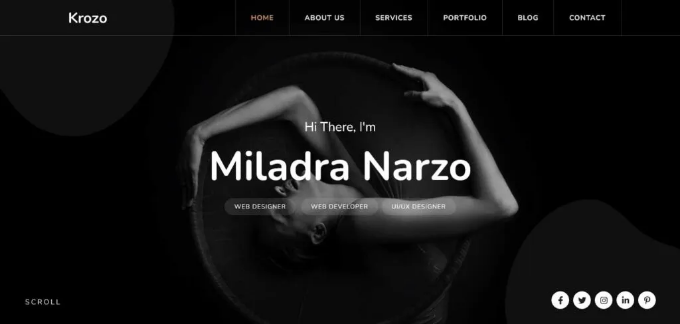 Krozo
HOME ABOUT US SERVICES PORTFOLIO BLOG CONTACT
Hi There, I'm
Miladra Narzo
WEB DESIGNER WEB DEVELOPER UI/UX DESIGNER
SCROLL